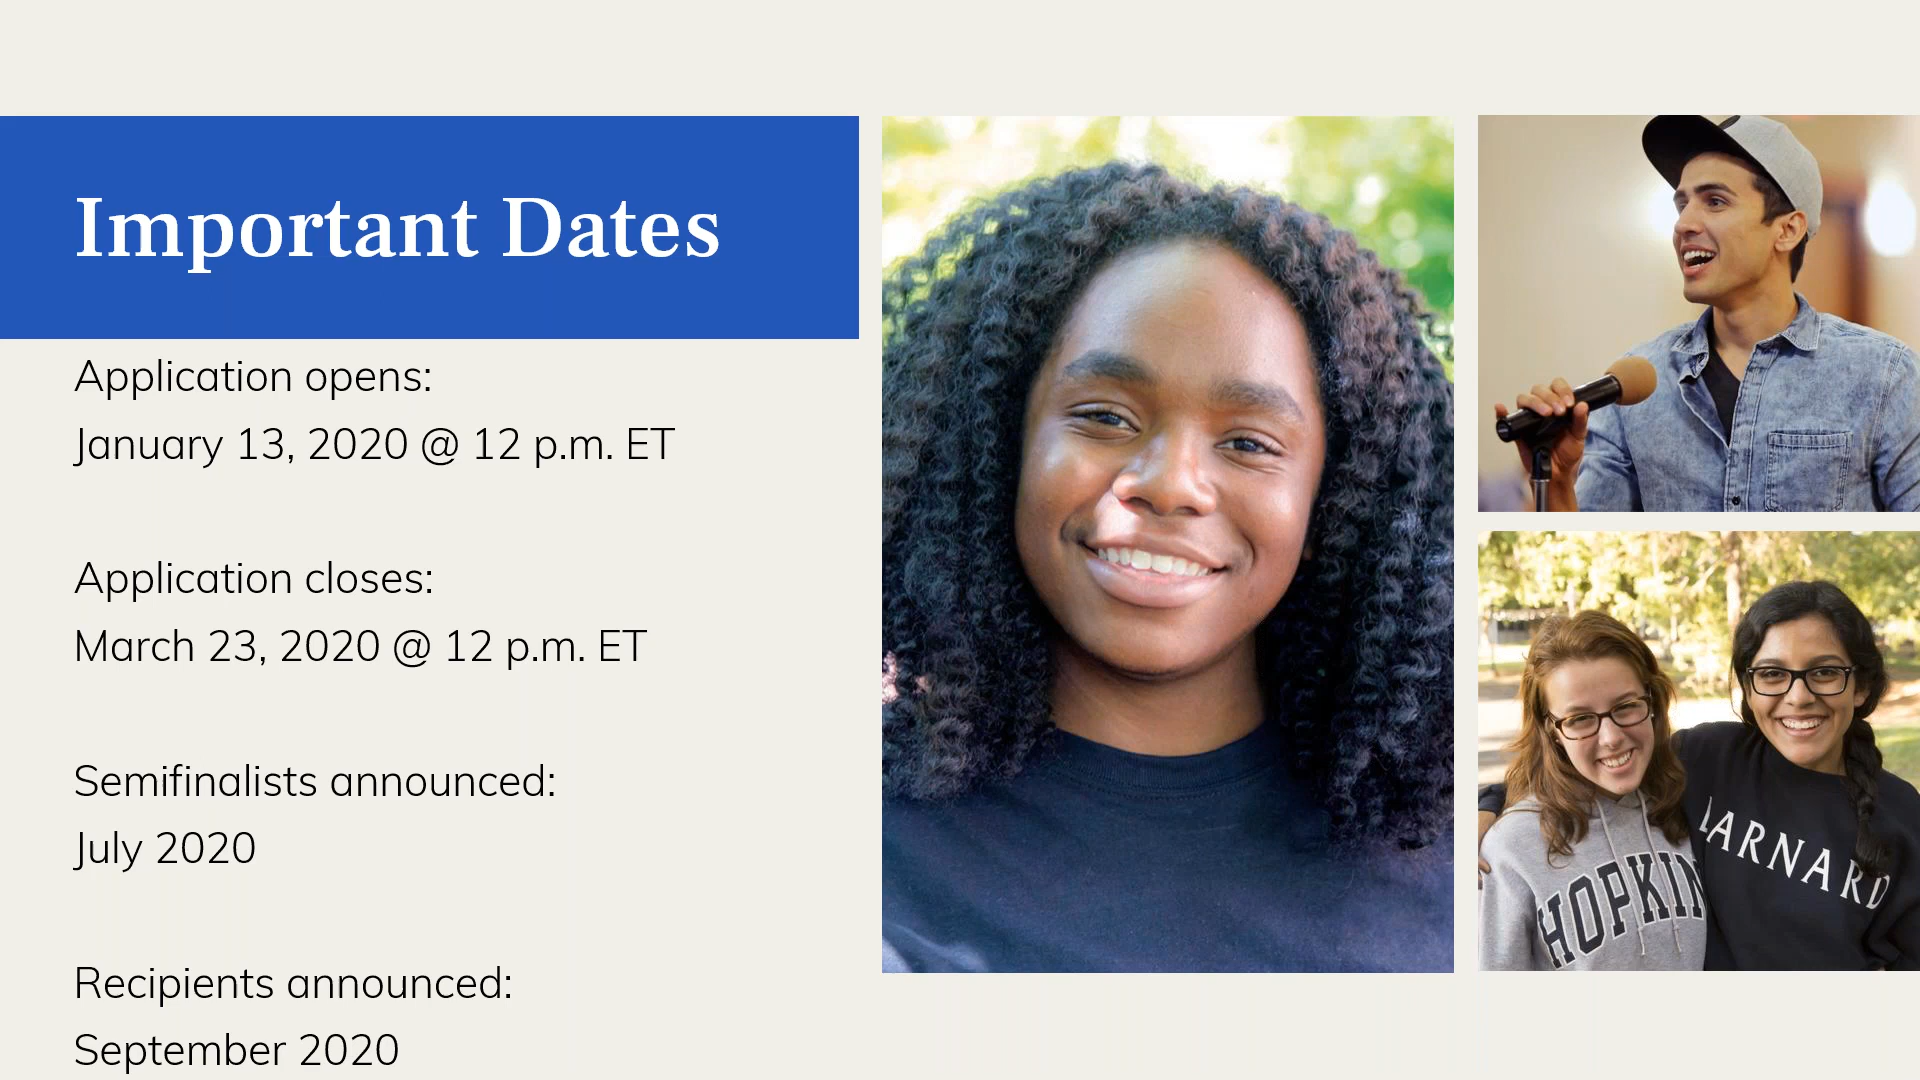 Important Dates
Application opens:
January 13, 2020 @ 12 p.m. ET
Application closes:
March 23, 2020 @ 12 p.m. ET
Semifinalists announced:
July 2020
Recipients announced:
September 2020
HOPKIN
BARNARD